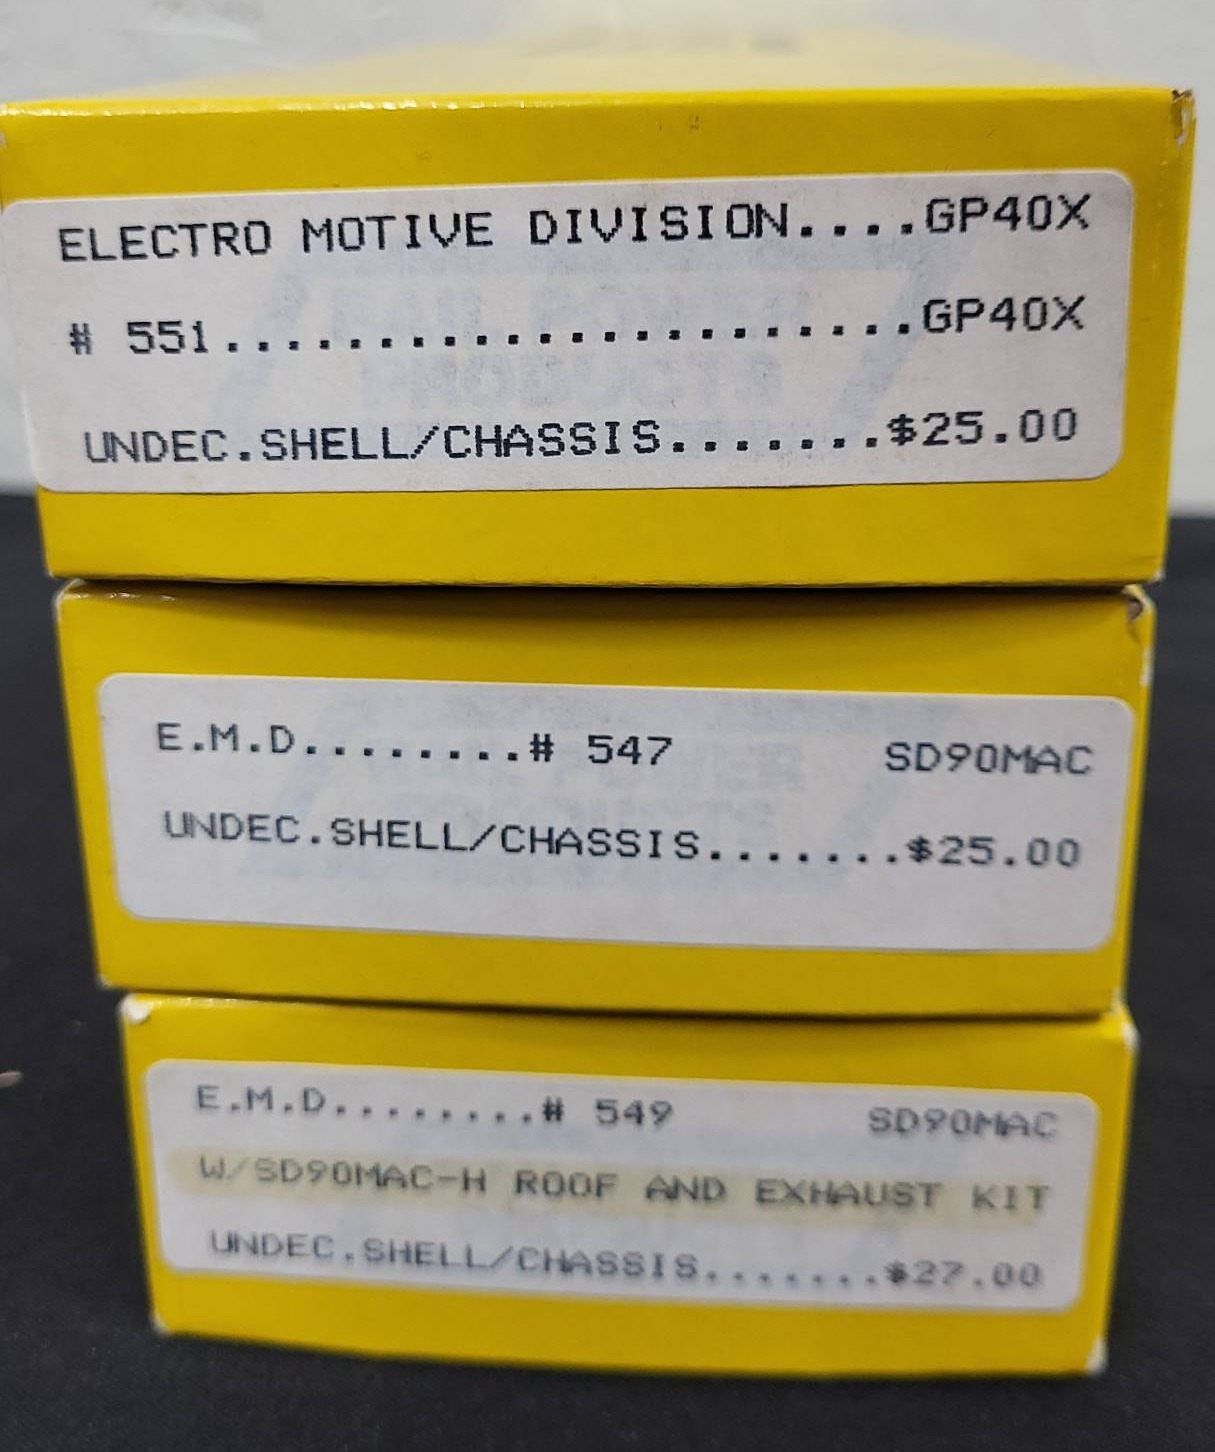 ELECTRO MOTIVE DIVISION....GP40X
# 551.......................GP40X
UNDEC.SHELL/CHASSIS.......$25.00
E.M.D........# 547 SD90MAC
UNDEC.SHELL/CHASSIS.......$25.00
E.M.D........# 549 SD90MAC
W/SD90MAC-H ROOF AND EXHAUST KIT
UNDEC.SHELL/CHASSIS.......$27.00